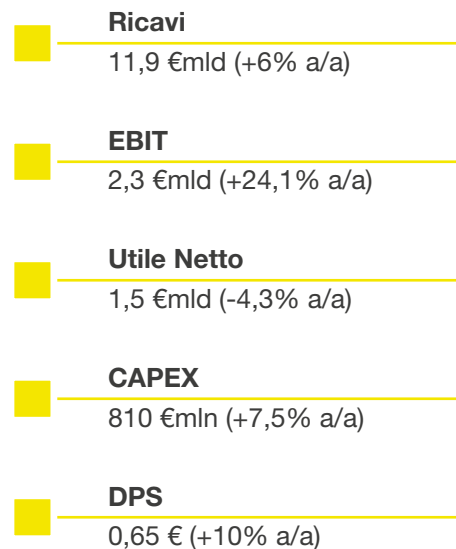 Ricavi
11,9 €mld (+6% a/a)
EBIT
2,3 €mld (+24,1% a/a)
Utile Netto
1,5 €mld (-4,3% a/a)
CAPEX
810 €mln (+7,5% a/a)
DPS
0,65 € (+10% a/a)